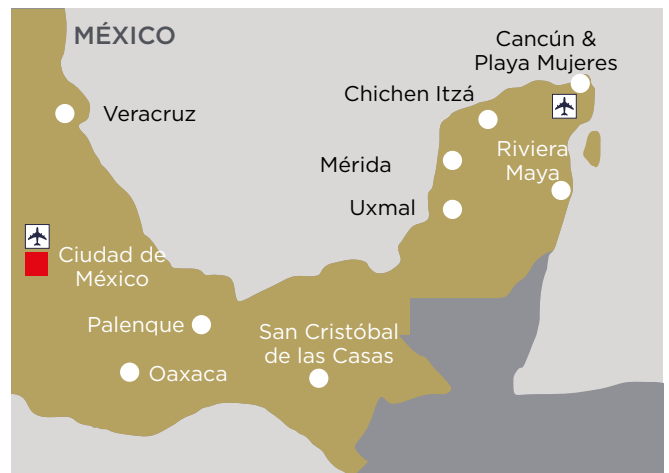 MÉXICO
Cancún &
Playa Mujeres
Chichen Itzá
Veracruz
Riviera
Maya
Mérida
Uxmal
Ciudad de
México
Palenque
San Cristóbal
de las Casas
Oaxaca